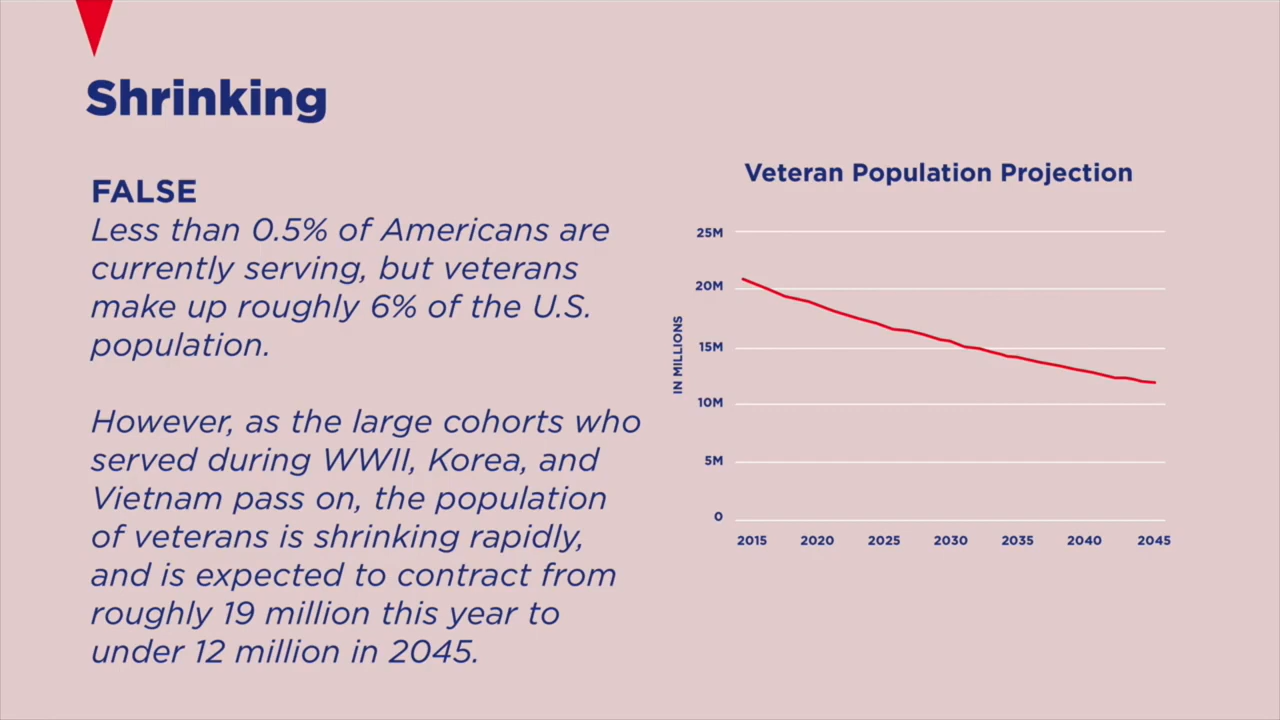 Shrinking
FALSE
Less than 0.5% of Americans are
currently serving, but veterans
make up roughly 6% of the U.S.
population.
However, as the large cohorts who
served during WWII, Korea, and
Vietnam pass on, the population
of veterans is shrinking rapidly,
and is expected to contract from
roughly 19 million this year to
under 12 million in 2045.
Veteran Population Projection
IN MILLIONS
25M
20M
15M
10M
5M
0
2015 2020 2025 2030 2035 2040 2045